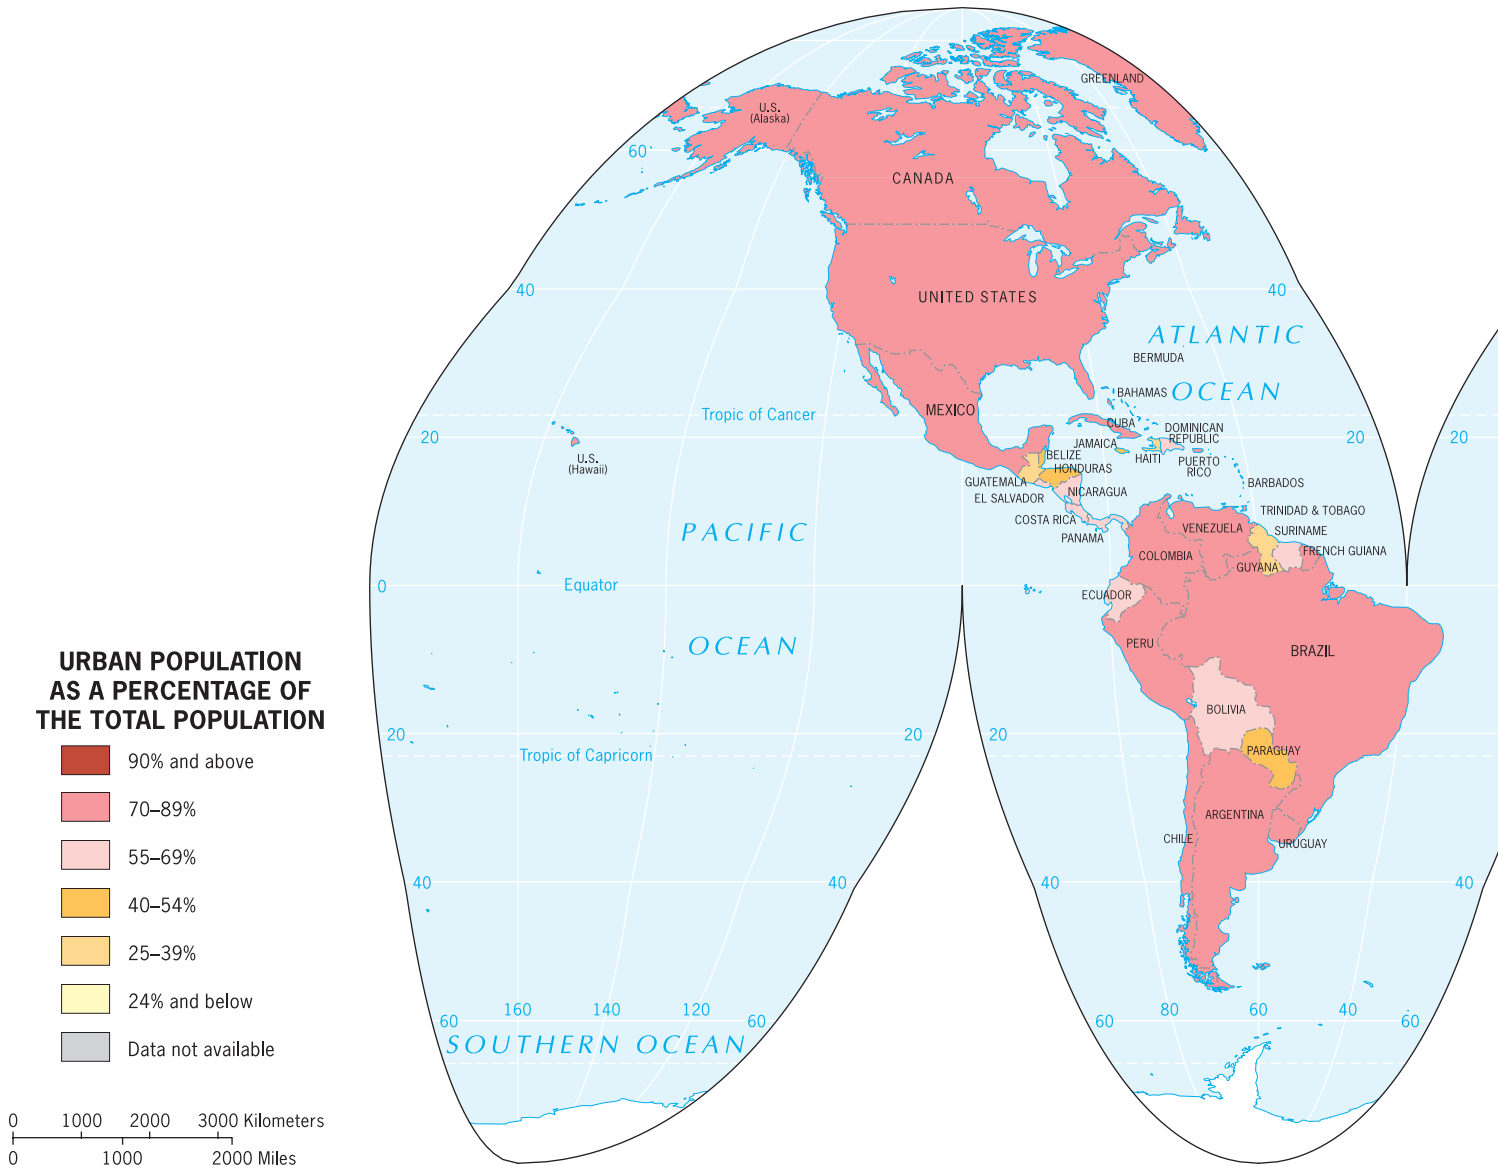 GREENLAND
U.S.
(Alaska)
60
CANADA
40
UNITED STATES
40
ATLANTIC
BERMUDA
OCEAN
BAHAMAS
MEXICO
Tropic of Cancer
CUBA
DOMINICAN
REPUBLIC
20
20
20
JAMAICA
HAITI
PUERTO
RICO
BELIZE
U.S.
(Hawaii)
HONDURAS
GUATEMALA
NICARAGUA
BARBADOS
EL SALVADOR
TRINIDAD & TOBAGO
COSTA RICA
PANAMA
VENEZUELA
SURINAME
PACIFIC
COLOMBIA
FRENCH GUIANA
GUYANA
0
Equator
ECUADOR
OCEAN
PERU
BRAZIL
URBAN POPULATION
AS A PERCENTAGE OF
THE TOTAL POPULATION
BOLIVIA
20
20
20
Tropic of Capricorn
PARAGUAY
90% and above
70–89%
ARGENTINA
CHILE
URUGUAY
55–69%
40
40
40
40
40–54%
25–39%
24% and below
160
140
120
80
60
40
60
60
60
60
SOUTHERN OCEAN
Data not available
0
1000
2000
3000 Kilometers
0
1000
2000 Miles